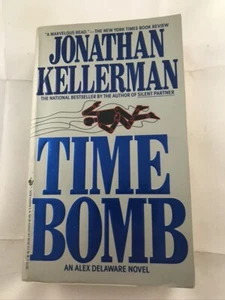 "A MARVELOUS READ." —THE NEW YORK TIMES BOOK REVIEW
JONATHAN
KELLERMAN
THE NATIONAL BESTSELLER BY THE AUTHOR OF SILENT PARTNER
TIME
BOMB
AN ALEX DELAWARE NOVEL